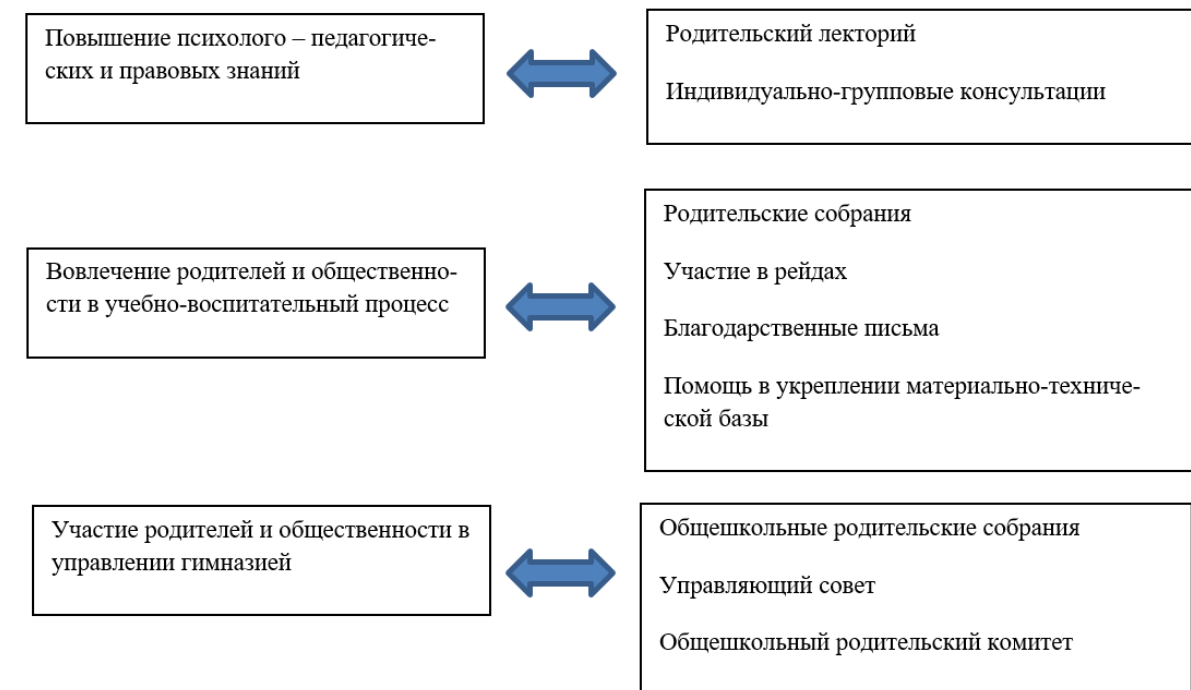 Повышение психолого – педагогиче-
ских и правовых знаний
Родительский лекторий
Индивидуально-групповые консультации
Вовлечение родителей и общественно-
сти в учебно-воспитательный процесс
Родительские собрания
Участие в рейдах
Благодарственные письма
Помощь в укреплении материально-техниче-
ской базы
Участие родителей и общественности в
управлении гимназией
Общешкольные родительские собрания
Управляющий совет
Общешкольный родительский комитет